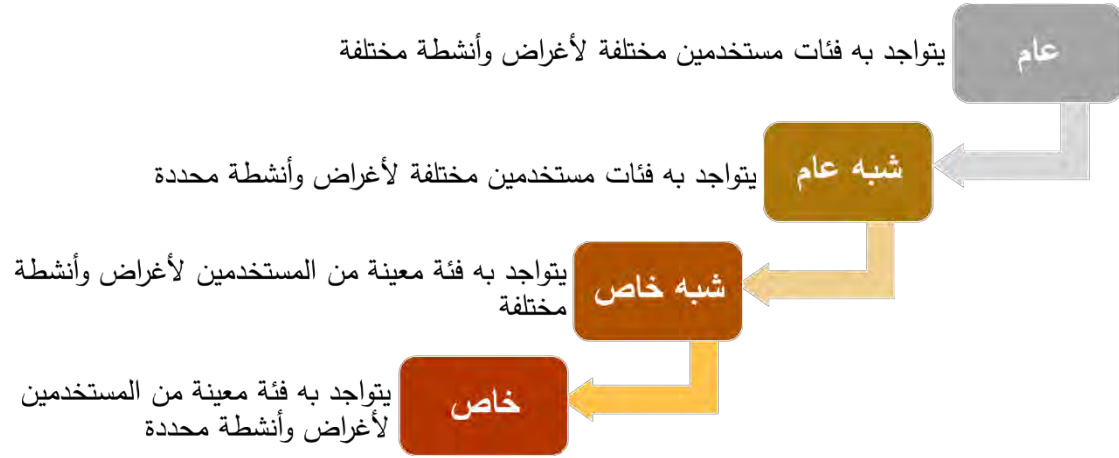 عام
يتواجد به فئات مستخدمين مختلفة لأغراض وأنشطة مختلفة
شبه عام
يتواجد به فئات مستخدمين مختلفة لأغراض وأنشطة محددة
شبه خاص
يتواجد به فئة معينة من المستخدمين لأغراض وأنشطة
مختلفة
خاص
يتواجد به فئة معينة من المستخدمين
لأغراض وأنشطة محددة